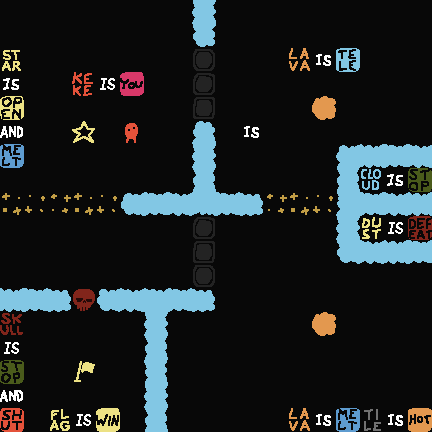 STAR
IS
OPEN
AND
MELT
KEKE IS YOU
LAVA IS TELE
IS
CLOUD IS STOP
DUST IS DEFEAT
SKULL
IS
STOP
AND
SHUT
FLAG IS WIN
LAVA IS MELT TILE IS HOT